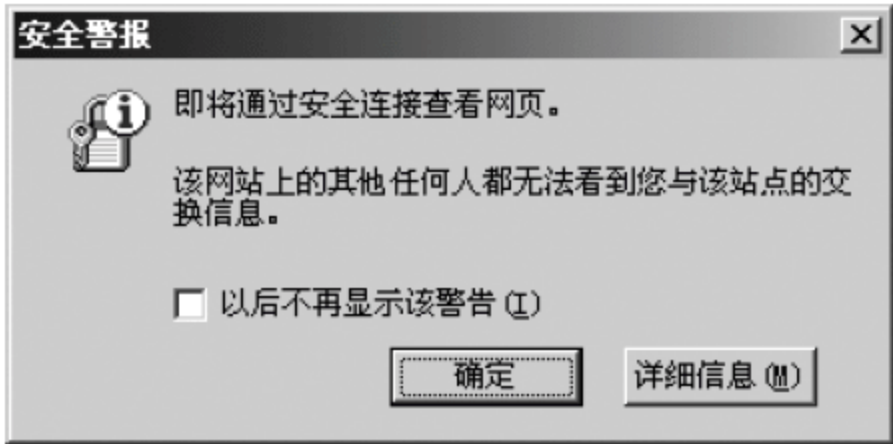 安全警报
即将通过安全连接查看网页。
该网站上的其他任何人都无法看到您与该站点的交
换信息。
以后不再显示该警告(I)
确定
详细信息(M)